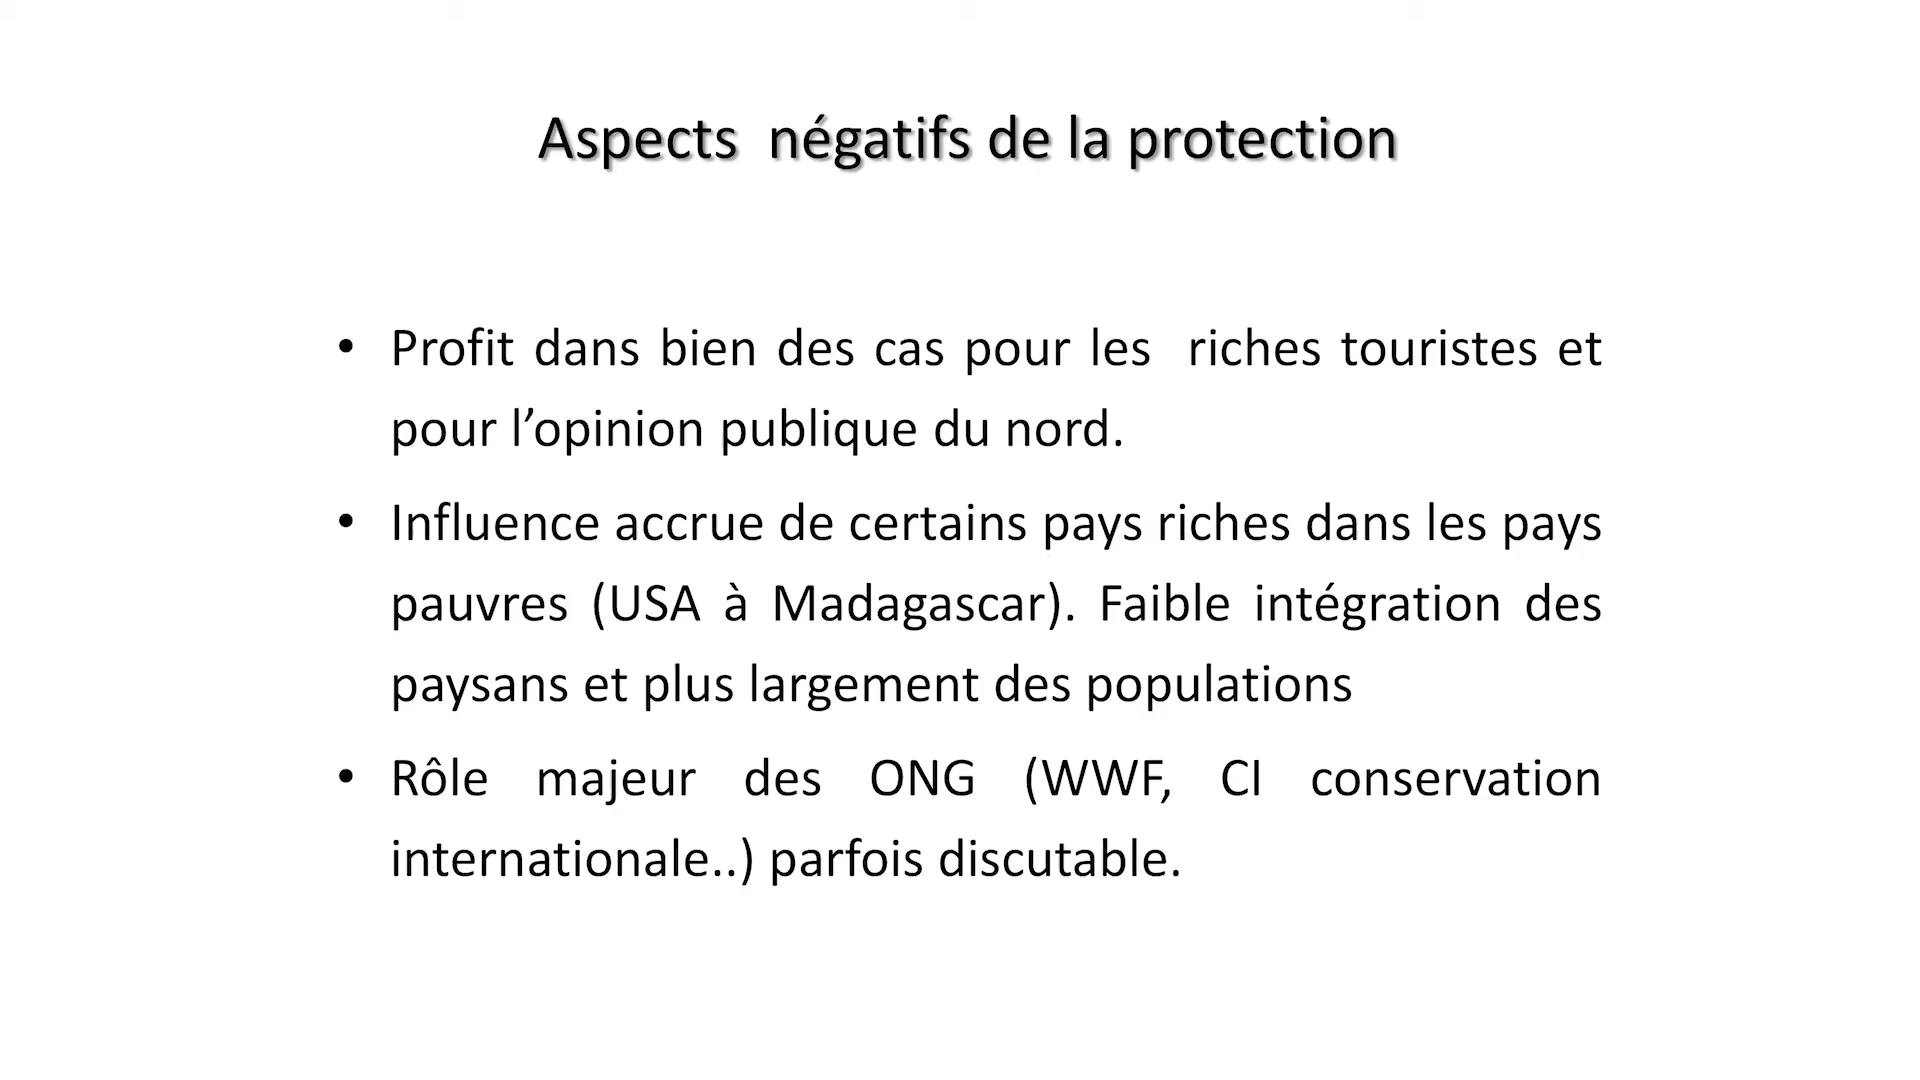 Aspects négatifs de la protection
• Profit dans bien des cas pour les riches touristes et
pour l’opinion publique du nord.
• Influence accrue de certains pays riches dans les pays
pauvres (USA à Madagascar). Faible intégration des
paysans et plus largement des populations
• Rôle majeur des ONG (WWF, CI conservation
internationale..) parfois discutable.